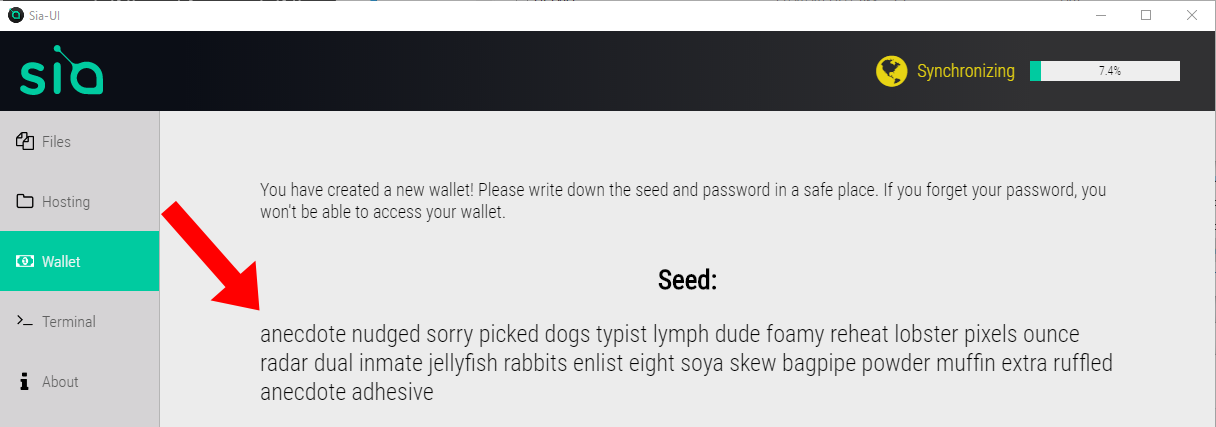 Sia-UI
sia
Synchronizing
7.4%
Files
Hosting
Wallet
Terminal
About
You have created a new wallet! Please write down the seed and password in a safe place. If you forget your password, you
won't be able to access your wallet.
Seed:
anecdote nudged sorry picked dogs typist lymph dude foamy reheat lobster pixels ounce
radar dual inmate jellyfish rabbits enlist eight soya skew bagpipe powder muffin extra ruffled
anecdote adhesive